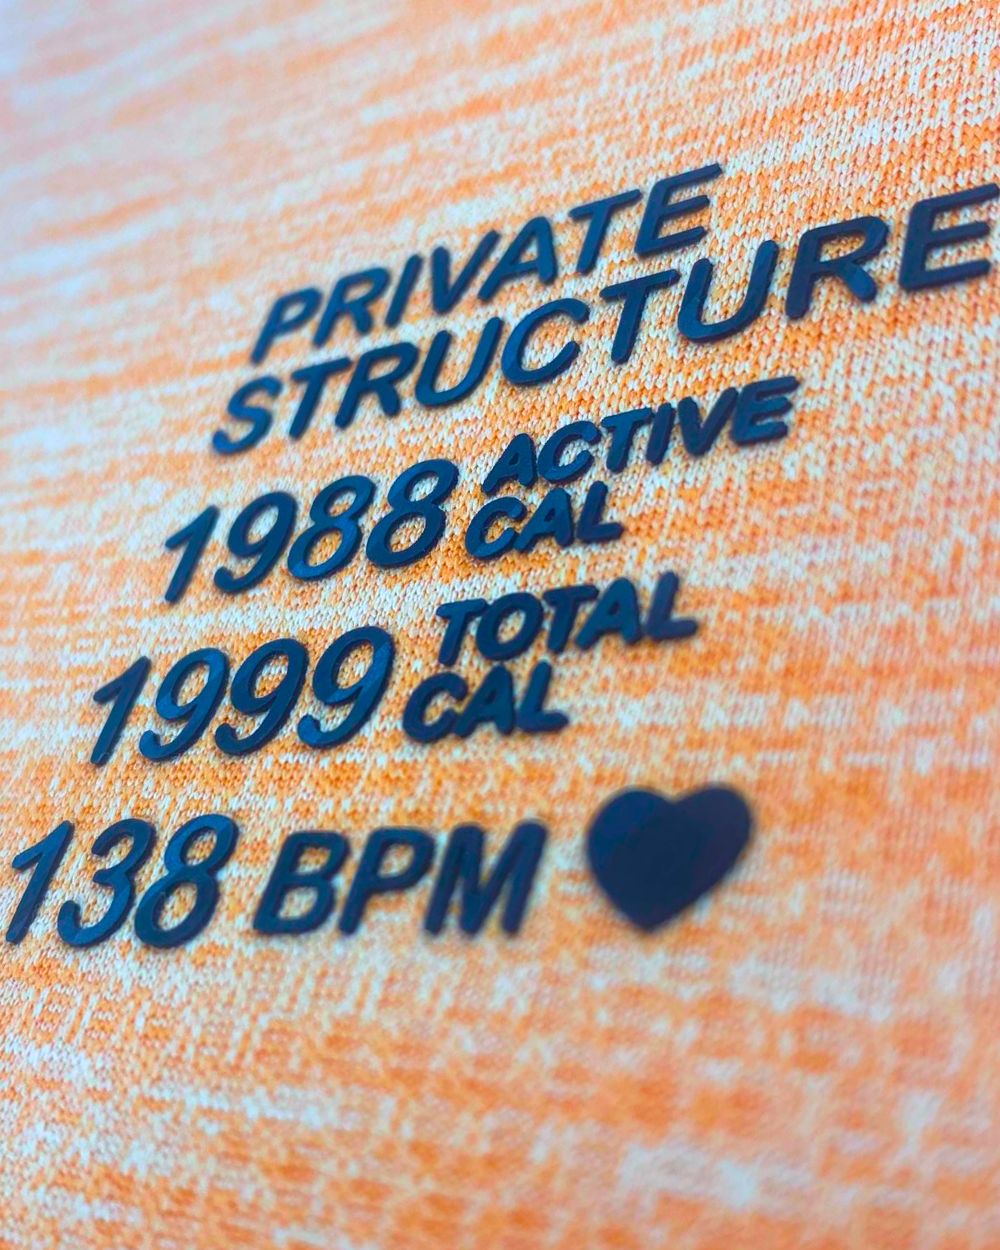 PRIVATE
STRUCTURE
1988 ACTIVE CAL
1999 TOTAL CAL
138 BPM